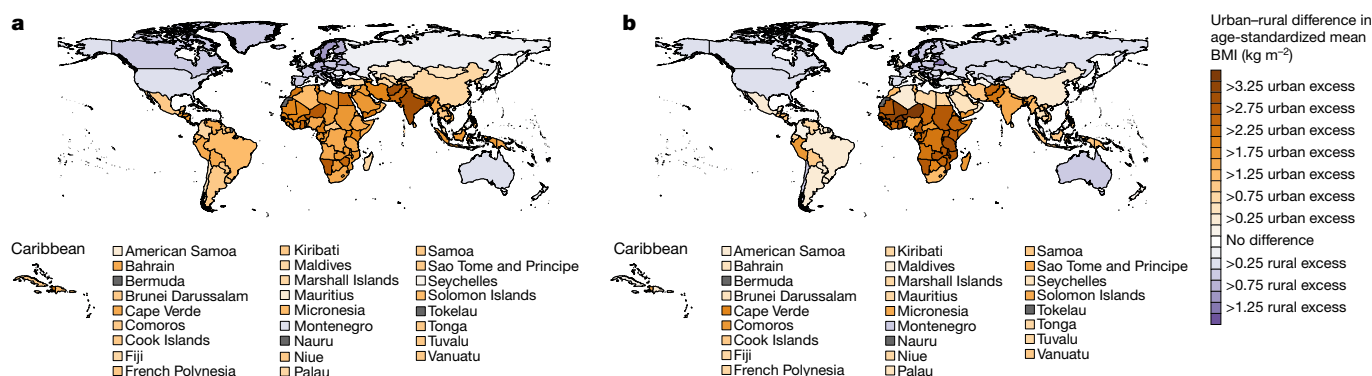 a
b
Urban–rural difference in
age-standardized mean
BMI (kg m⁻²)
>3.25 urban excess
>2.75 urban excess
>2.25 urban excess
>1.75 urban excess
>1.25 urban excess
>0.75 urban excess
>0.25 urban excess
No difference
>0.25 rural excess
>0.75 rural excess
>1.25 rural excess
Caribbean
American Samoa
Bahrain
Bermuda
Brunei Darussalam
Cape Verde
Comoros
Cook Islands
Fiji
French Polynesia
Kiribati
Maldives
Marshall Islands
Mauritius
Micronesia
Montenegro
Nauru
Niue
Palau
Samoa
Sao Tome and Principe
Seychelles
Solomon Islands
Tokelau
Tonga
Tuvalu
Vanuatu
Caribbean
American Samoa
Bahrain
Bermuda
Brunei Darussalam
Cape Verde
Comoros
Cook Islands
Fiji
French Polynesia
Kiribati
Maldives
Marshall Islands
Mauritius
Micronesia
Montenegro
Nauru
Niue
Palau
Samoa
Sao Tome and Principe
Seychelles
Solomon Islands
Tokelau
Tonga
Tuvalu
Vanuatu